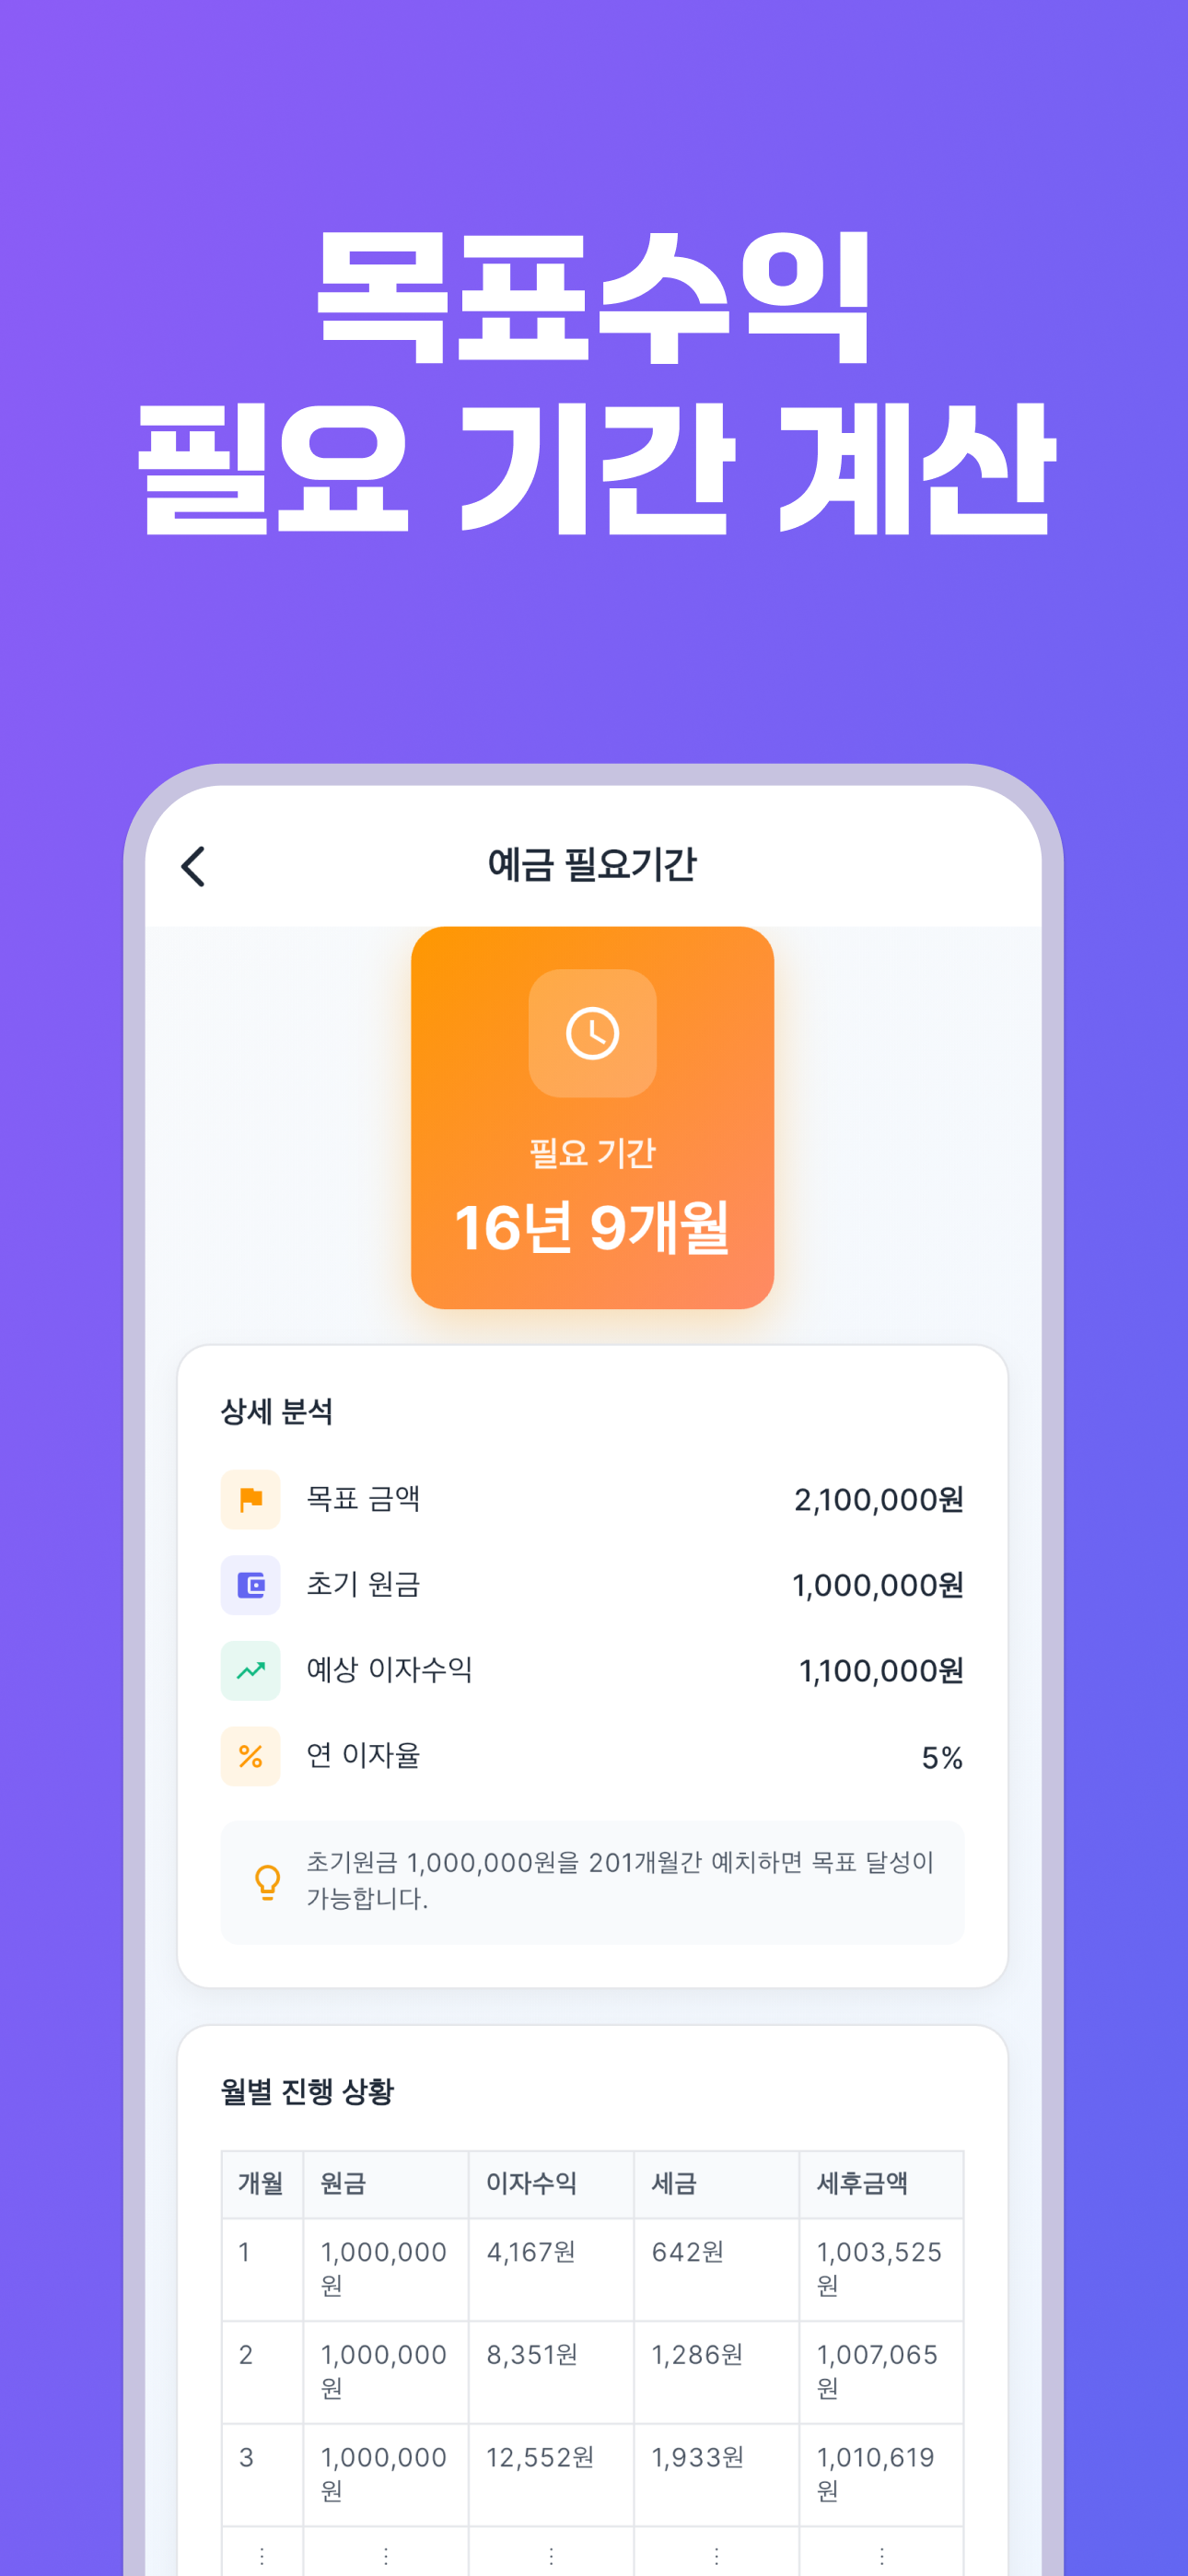 목표수익
필요 기간 계산
예금 필요기간
필요 기간
16년 9개월
상세 분석
목표 금액 2,100,000원
초기 원금 1,000,000원
예상 이자수익 1,100,000원
연 이자율 5%
초기원금 1,000,000원을 201개월간 예치하면 목표 달성이
가능합니다.
월별 진행 상황
개월 원금 이자수익 세금 세후금액
1 1,000,000원 4,167원 642원 1,003,525원
2 1,000,000원 8,351원 1,286원 1,007,065원
3 1,000,000원 12,552원 1,933원 1,010,619원
⋮ ⋮ ⋮ ⋮ ⋮